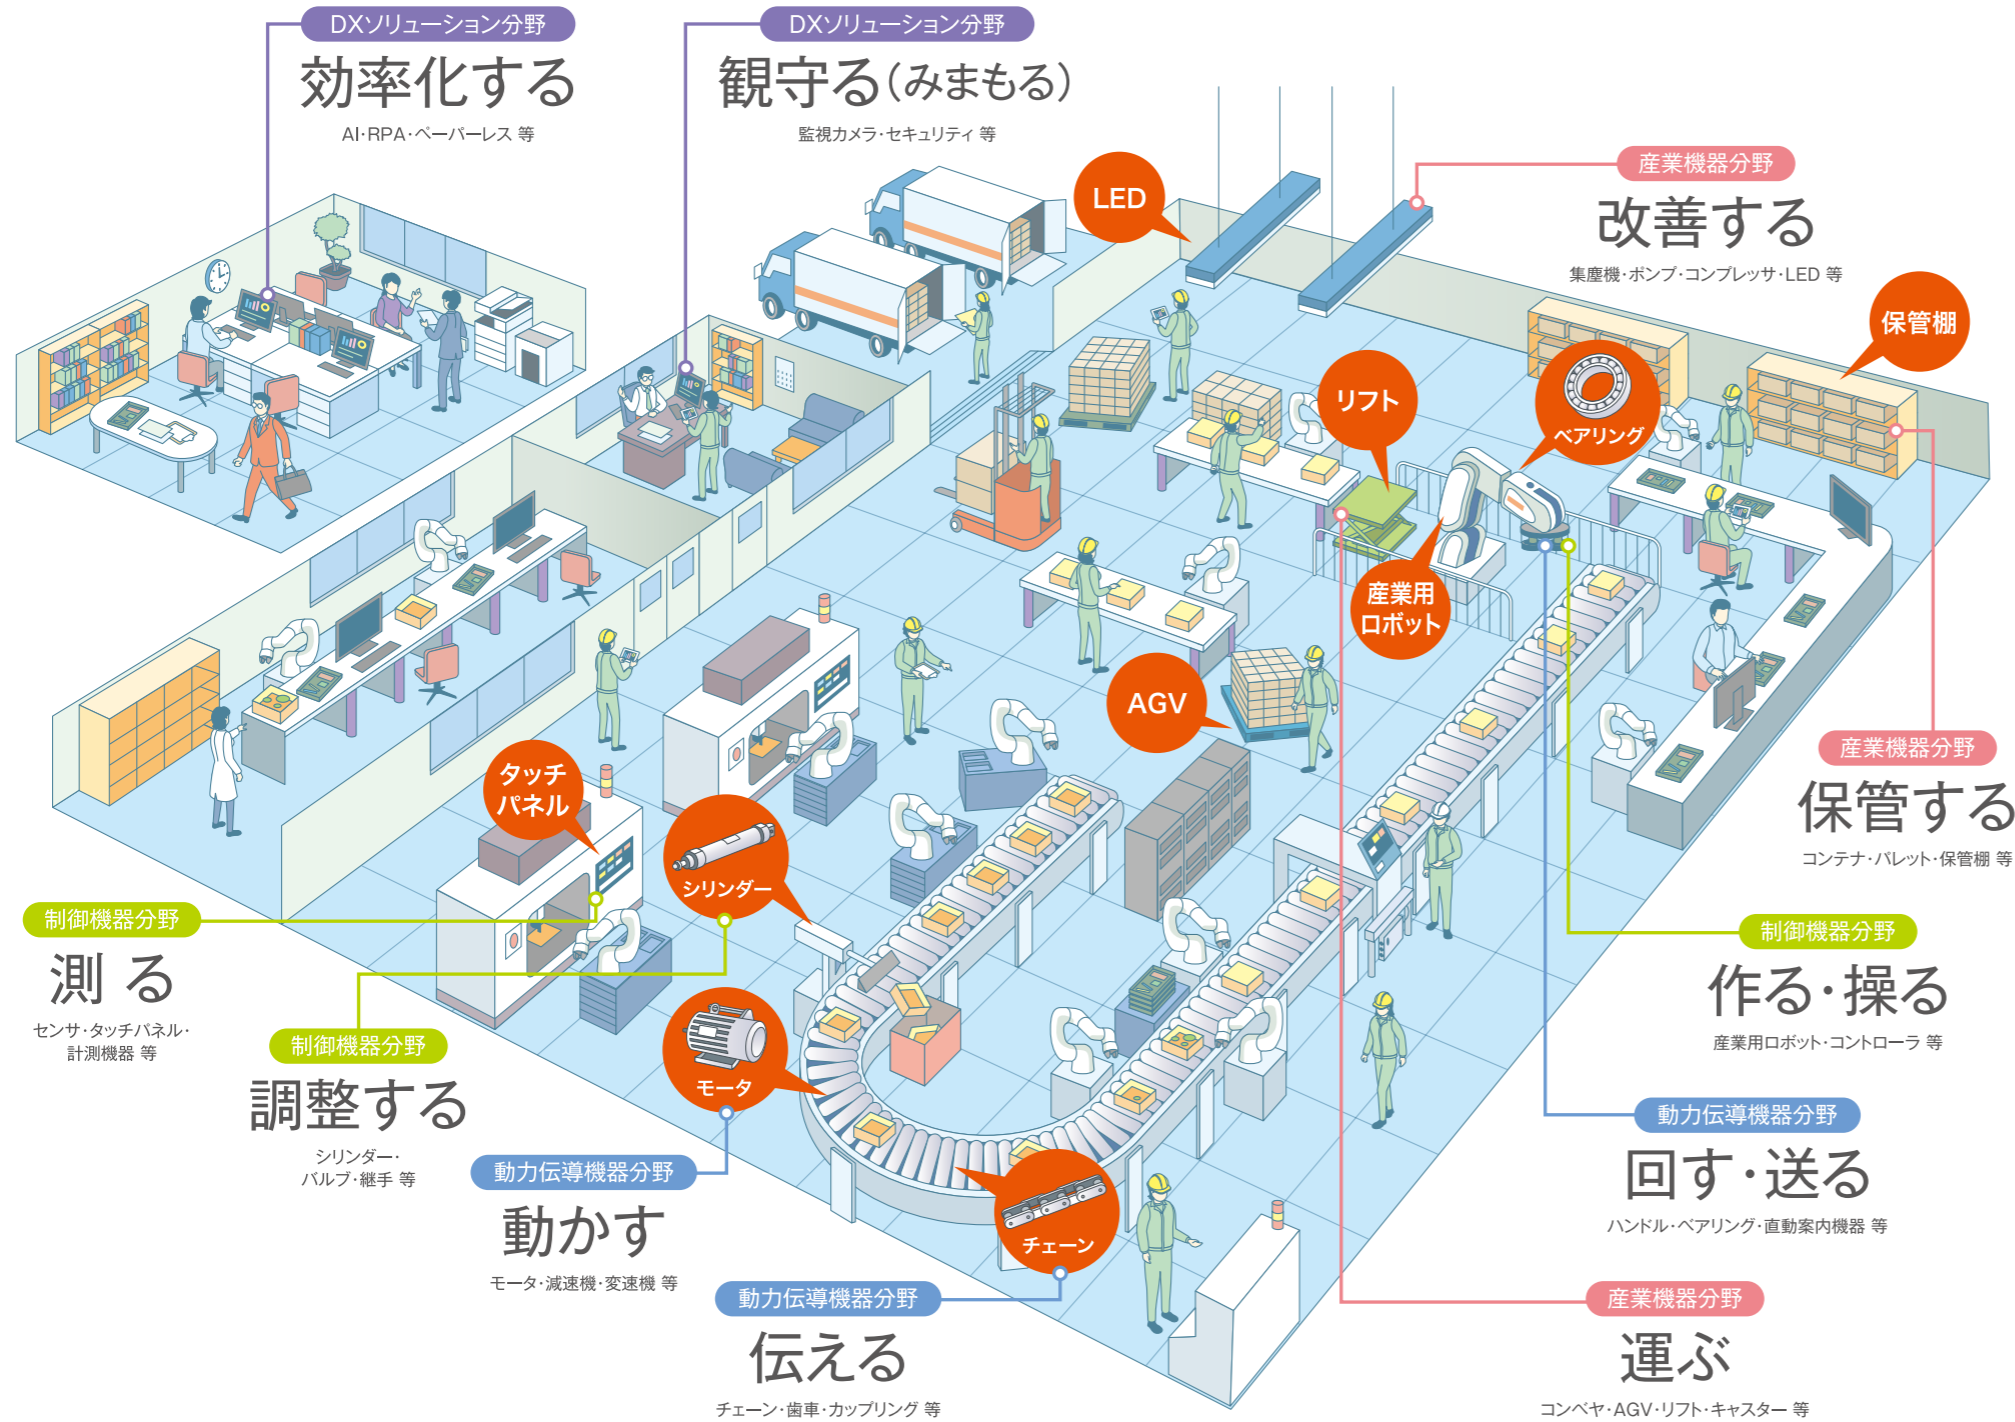 DXソリューション分野
効率化する
AI・RPA・ペーパーレス 等
DXソリューション分野
観守る(みまもる)
監視カメラ・セキュリティ 等
LED
産業機器分野
改善する
集塵機・ポンプ・コンプレッサ・LED 等
保管棚
リフト
ベアリング
産業用
ロボット
AGV
産業機器分野
保管する
コンテナ・パレット・保管棚 等
タッチ
パネル
シリンダー
制御機器分野
測る
センサ・タッチパネル・
計測機器 等
制御機器分野
作る・操る
産業用ロボット・コントローラ 等
制御機器分野
調整する
シリンダー・
バルブ・継手 等
モータ
動力伝導機器分野
回す・送る
ハンドル・ベアリング・直動案内機器 等
動力伝導機器分野
動かす
モータ・減速機・変速機 等
チェーン
動力伝導機器分野
伝える
チェーン・歯車・カップリング 等
産業機器分野
運ぶ
コンベヤ・AGV・リフト・キャスター 等